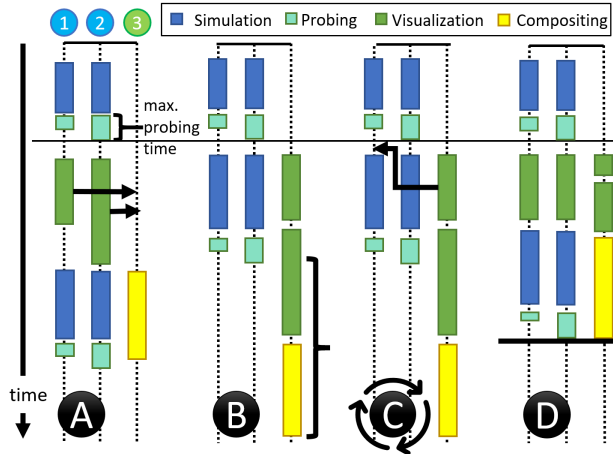 1 2 3
Simulation Probing Visualization Compositing
max.
probing
time
time
A B C D